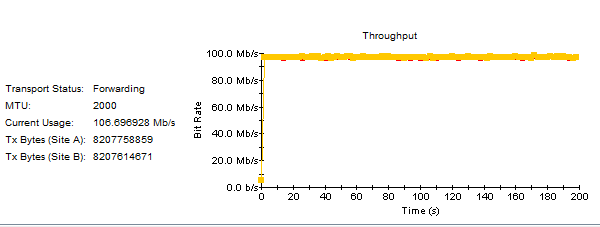 Throughput
Transport Status: Forwarding
MTU: 2000
Current Usage: 106.696928 Mb/s
Tx Bytes (Site A): 8207758859
Tx Bytes (Site B): 8207614671
Bit Rate
100.0 Mb/s
80.0 Mb/s
60.0 Mb/s
40.0 Mb/s
20.0 Mb/s
0.0 b/s
0 20 40 60 80 100 120 140 160 180 200
Time (s)